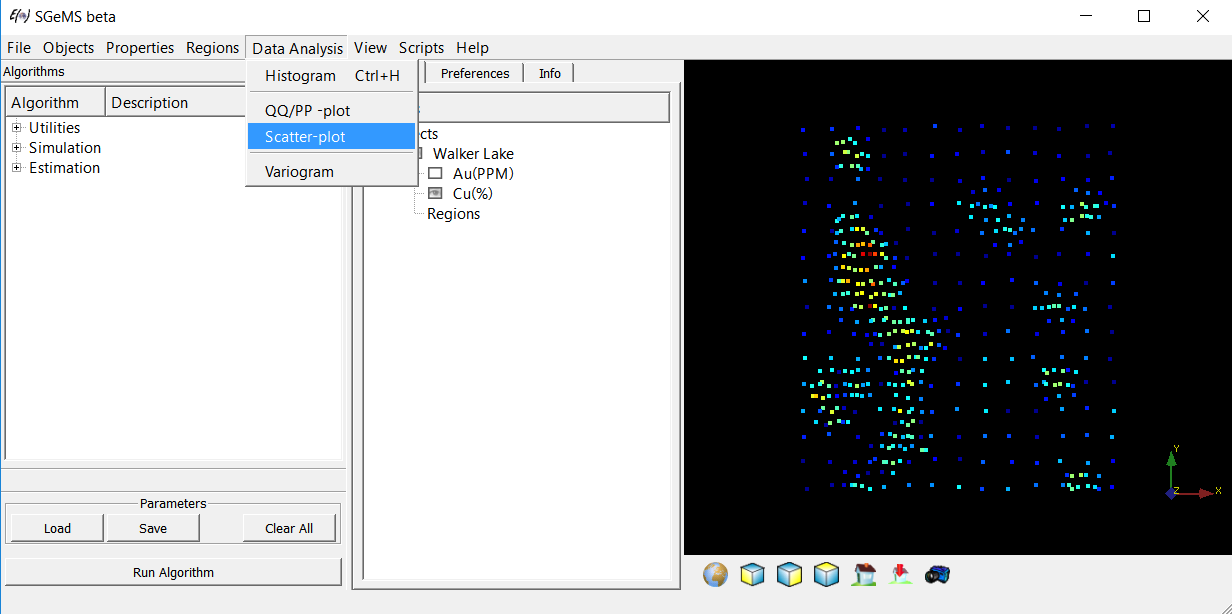 SGeMS beta
File Objects Properties Regions Data Analysis View Scripts Help
Algorithms
Preferences Info
Histogram Ctrl+H
Algorithm Description
QQ/PP -plot
Utilities
Scatter-plot
cts
Simulation
Walker Lake
Estimation
Variogram
Au(PPM)
Cu(%)
Regions
Y
Z X
Parameters
Load Save Clear All
Run Algorithm